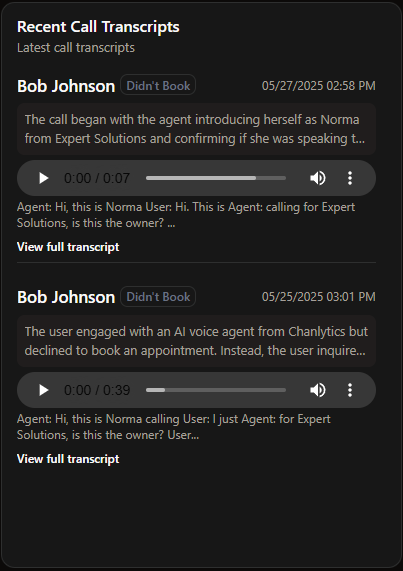 Recent Call Transcripts
Latest call transcripts
Bob Johnson Didn't Book 05/27/2025 02:58 PM
The call began with the agent introducing herself as Norma
from Expert Solutions and confirming if she was speaking t...
0:00 / 0:07
Agent: Hi, this is Norma User: Hi. This is Agent: calling for Expert
Solutions, is this the owner? ...
View full transcript
Bob Johnson Didn't Book 05/25/2025 03:01 PM
The user engaged with an AI voice agent from Chanlytics but
declined to book an appointment. Instead, the user inquire...
0:00 / 0:39
Agent: Hi, this is Norma calling User: I just Agent: for Expert
Solutions, is this the owner? User...
View full transcript